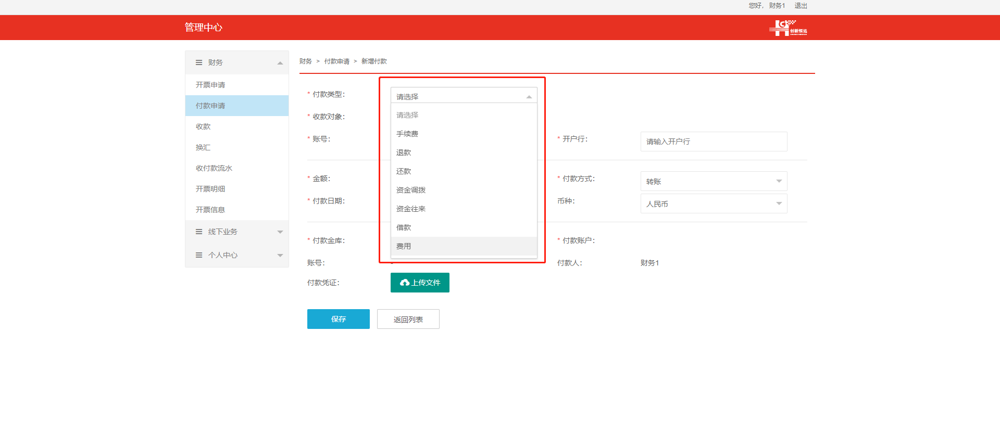 您好， 财务1 退出
管理中心
创新恒远
财务
开票申请
付款申请
收款
换汇
收付款流水
开票明细
开票信息
线下业务
个人中心
财务 > 付款申请 > 新增付款
* 付款类型：
请选择
请选择
手续费
退款
还款
资金调拨
资金往来
借款
费用
* 收款对象：
* 账号：
* 开户行：
请输入开户行
* 金额：
* 付款方式：
转账
* 付款日期：
币种：
人民币
* 付款金库：
* 付款账户：
账号：
付款人：
财务1
付款凭证：
上传文件
保存
返回列表